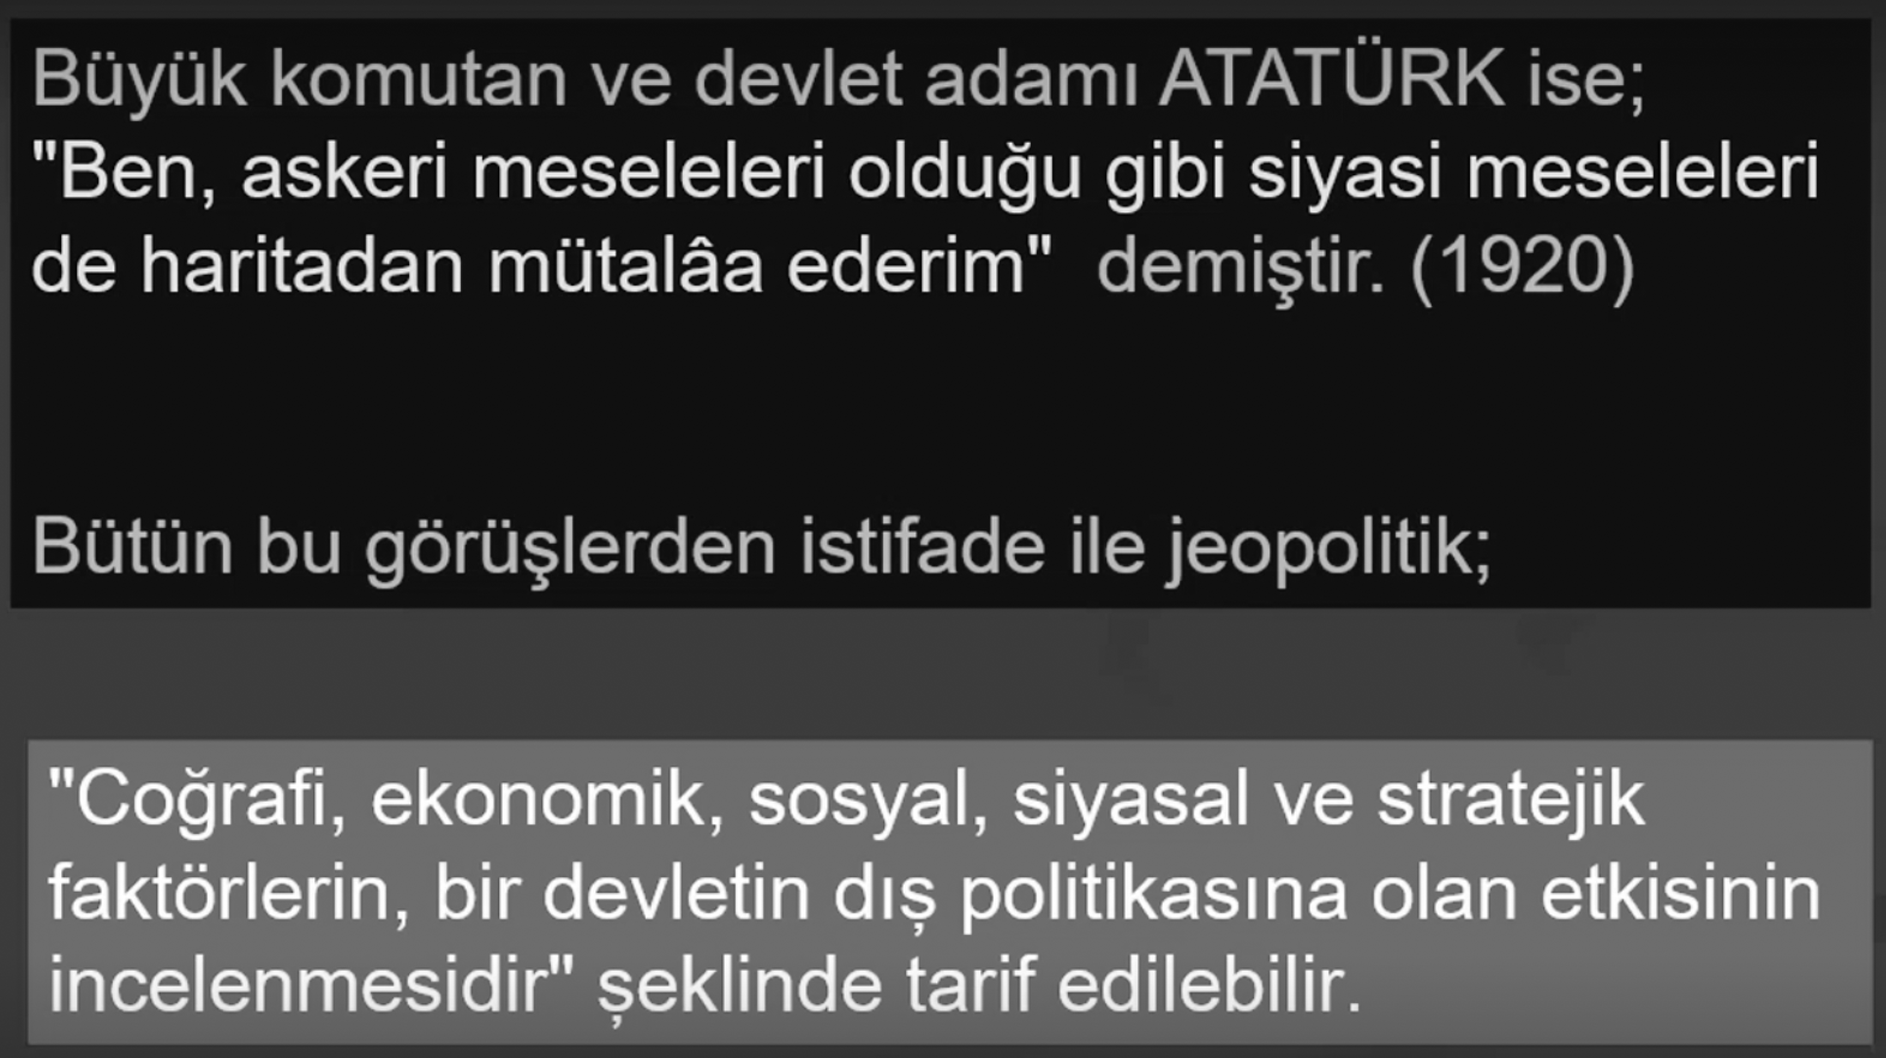 Büyük komutan ve devlet adamı ATATÜRK ise;
"Ben, askeri meseleleri olduğu gibi siyasi meseleleri
de haritadan mütalâa ederim" demiştir. (1920)
Bütün bu görüşlerden istifade ile jeopolitik;
"Coğrafi, ekonomik, sosyal, siyasal ve stratejik
faktörlerin, bir devletin dış politikasına olan etkisinin
incelenmesidir" şeklinde tarif edilebilir.